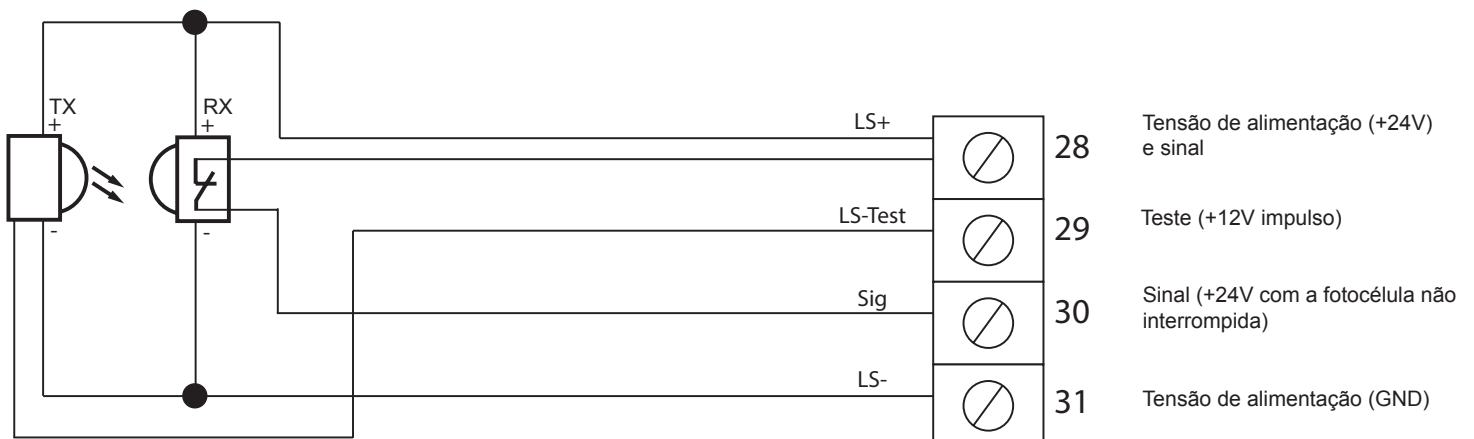 TX
+
-
RX
+
-
LS+
28
Tensão de alimentação (+24V)
e sinal
LS-Test
29
Teste (+12V impulso)
Sig
30
Sinal (+24V com a fotocélula não
interrompida)
LS-
31
Tensão de alimentação (GND)